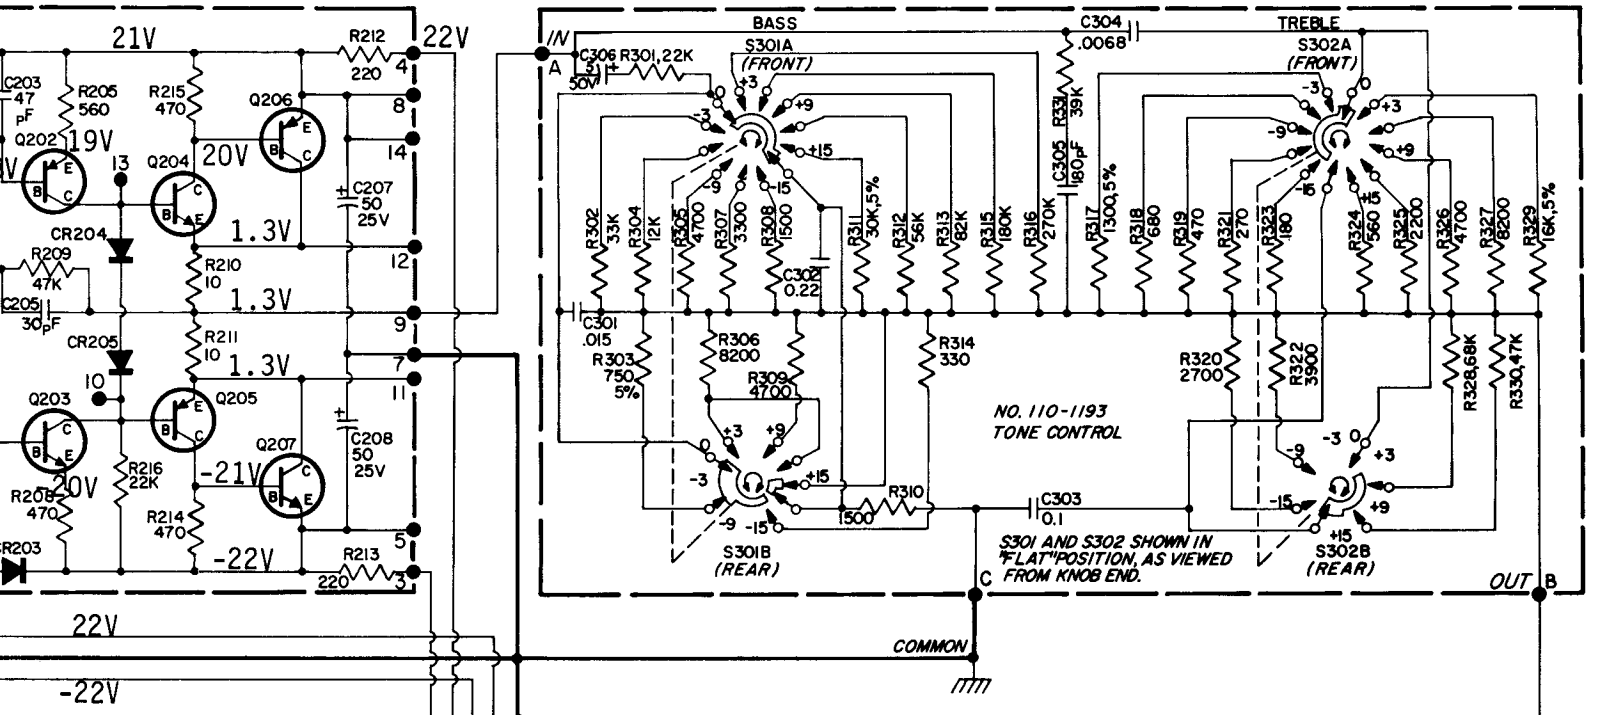 21V
R212
220
22V
4
C203
47
pF
R205
560
R215
470
Q206
B
E
C
8
14
Q202
19V
B
E
C
13
Q204
20V
B
C
E
C207
50
25V
CR204
1.3V
12
R209
47K
R210
10
C205
30pF
1.3V
9
R211
10
CR205
7
1.3V
11
10
Q203
B
C
E
Q205
B
E
C
C208
50
25V
Q207
B
C
E
-21V
R216
22K
-20V
R208
470
R214
470
5
CR203
-22V
R213
220
3
22V
-22V
COMMON
IN
A
BASS
S301A
(FRONT)
C306
5
50V
R301, 22K
C304
.0068
TREBLE
S302A
(FRONT)
-3
0
+3
+9
+15
-15
-9
R331
39K
C305
180pF
-3
0
+3
+9
+15
-15
-9
R302
33K
R304
12K
R305
4700
R307
3300
R308
1500
C302
0.22
R311
30K,5%
R312
56K
R313
82K
R315
180K
R316
270K
R317
1300,5%
R318
680
R319
470
R321
270
R323
180
R324
560
R325
2200
R326
4700
R327
8200
R329
16K,5%
C301
.015
R303
750
5%
R306
8200
R309
4700
R314
330
R320
2700
R322
3900
R328,68K
R330,47K
NO. 110-1193
TONE CONTROL
0
+3
+9
+15
-15
-9
-3
S301B
(REAR)
R310
1500
C303
0.1
-9
-3
0
+3
+9
+15
-15
S302B
(REAR)
S301 AND S302 SHOWN IN
"FLAT" POSITION, AS VIEWED
FROM KNOB END.
C
OUT
B